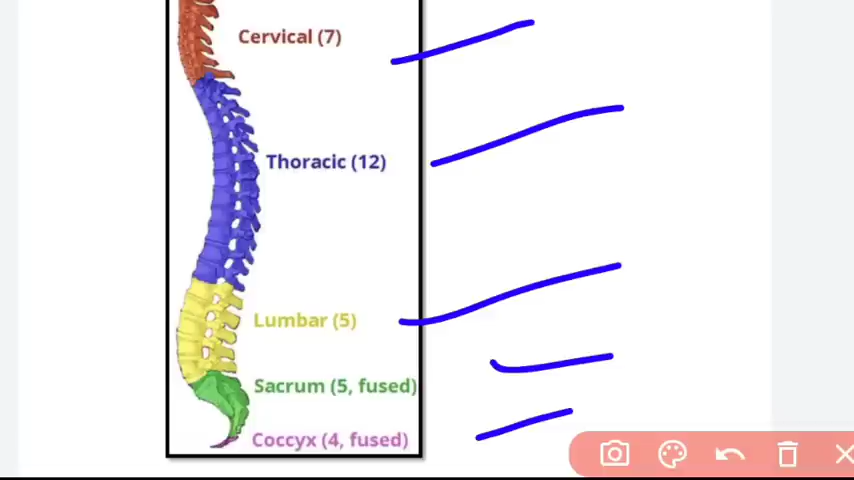 Cervical (7)
Thoracic (12)
Lumbar (5)
Sacrum (5, fused)
Coccyx (4, fused)